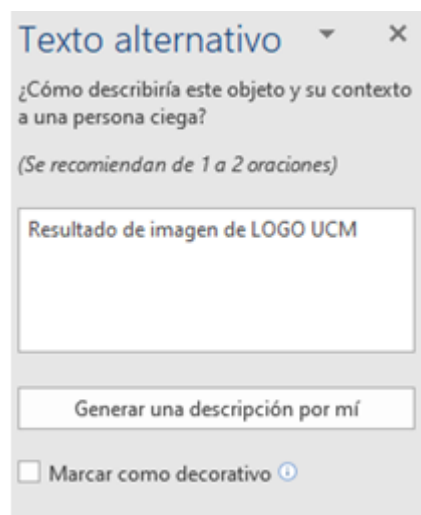 Texto alternativo
¿Cómo describiría este objeto y su contexto
a una persona ciega?
(Se recomiendan de 1 a 2 oraciones)
Resultado de imagen de LOGO UCM
Generar una descripción por mí
Marcar como decorativo